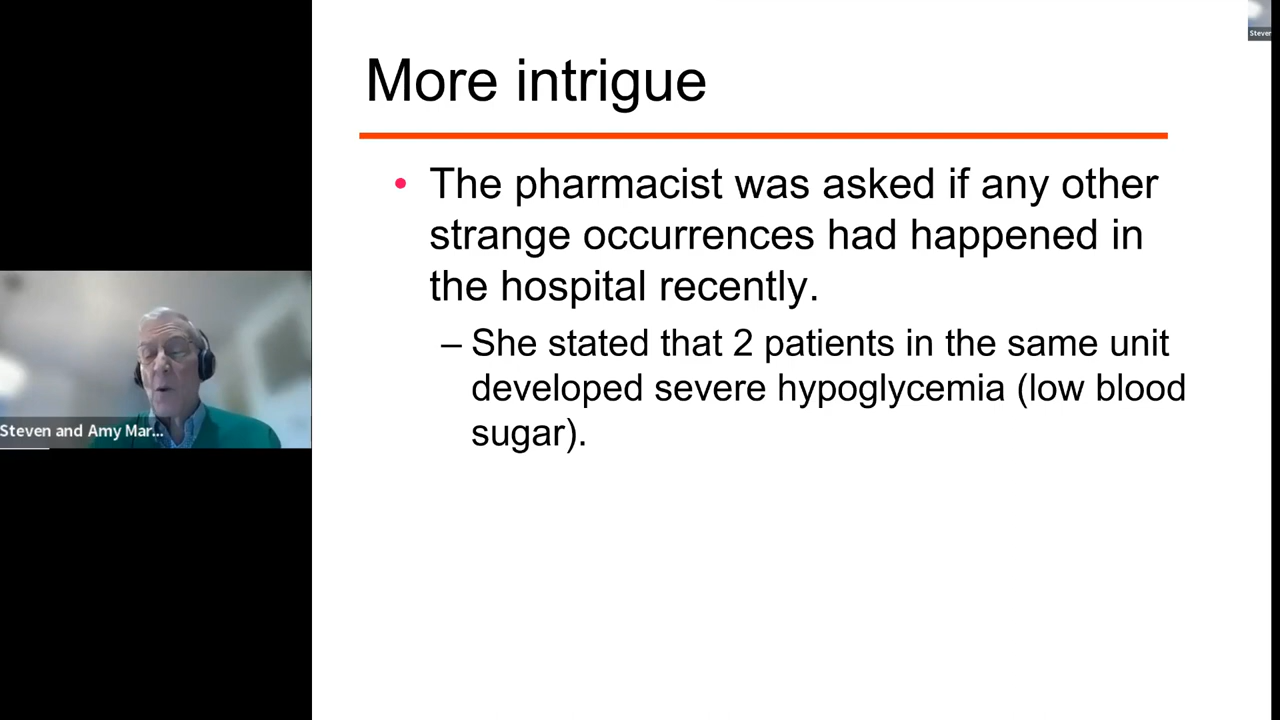 More intrigue
• The pharmacist was asked if any other
strange occurrences had happened in
the hospital recently.
– She stated that 2 patients in the same unit
developed severe hypoglycemia (low blood
sugar).
Steven and Amy Mar...
Steven